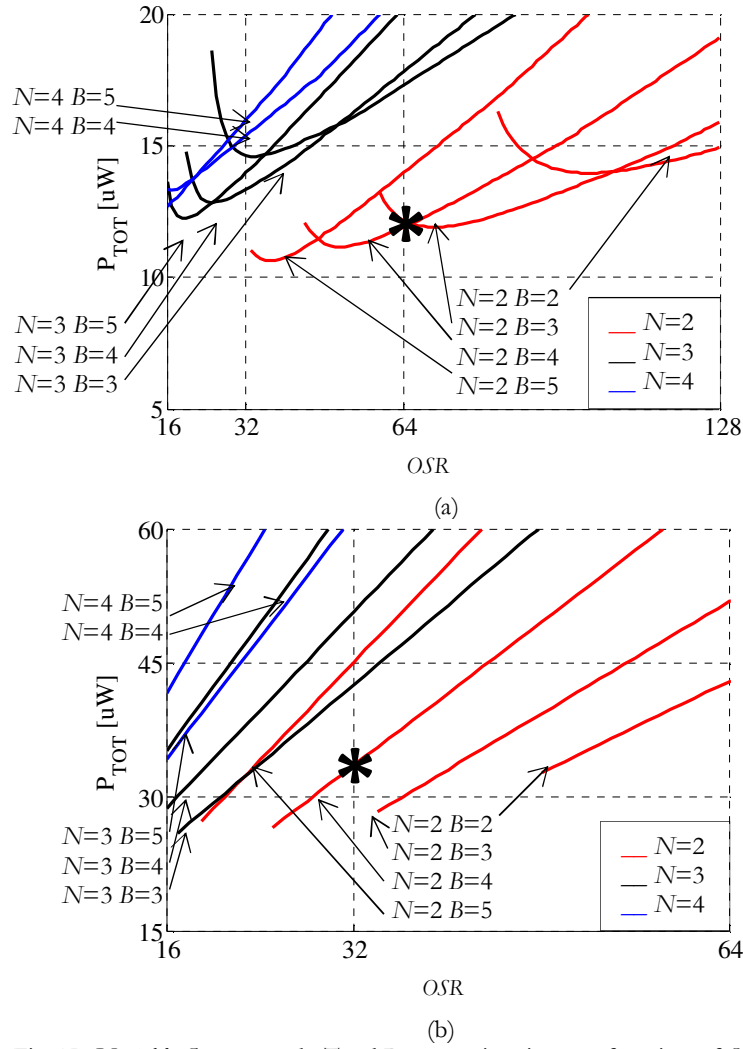 20
N=4 B=5
N=4 B=4
15
P_TOT [uW]
10
N=3 B=5
N=3 B=4
N=3 B=3
N=2 B=2
N=2 B=3
N=2 B=4
N=2 B=5
*
N=2
N=3
N=4
5
16 32 64 128
OSR
(a)
60
N=4 B=5
N=4 B=4
45
P_TOT [uW]
30
N=3 B=5
N=3 B=4
N=3 B=3
N=2 B=2
N=2 B=3
N=2 B=4
N=2 B=5
*
N=2
N=3
N=4
15
16 32 64
OSR
(b)